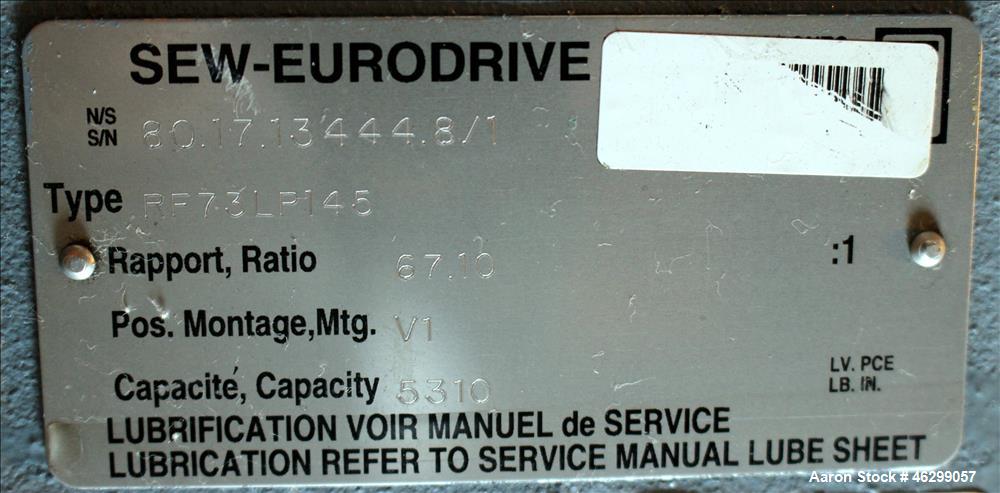 SEW-EURODRIVE
N/S
S/N 80.17.13444.8/1
Type RF73LP145
Rapport, Ratio 67.10 :1
Pos. Montage,Mtg. V1
Capacité, Capacity 5310 LV. PCE
LB. IN.
LUBRIFICATION VOIR MANUEL de SERVICE
LUBRICATION REFER TO SERVICE MANUAL LUBE SHEET
Aaron Stock # 46299057